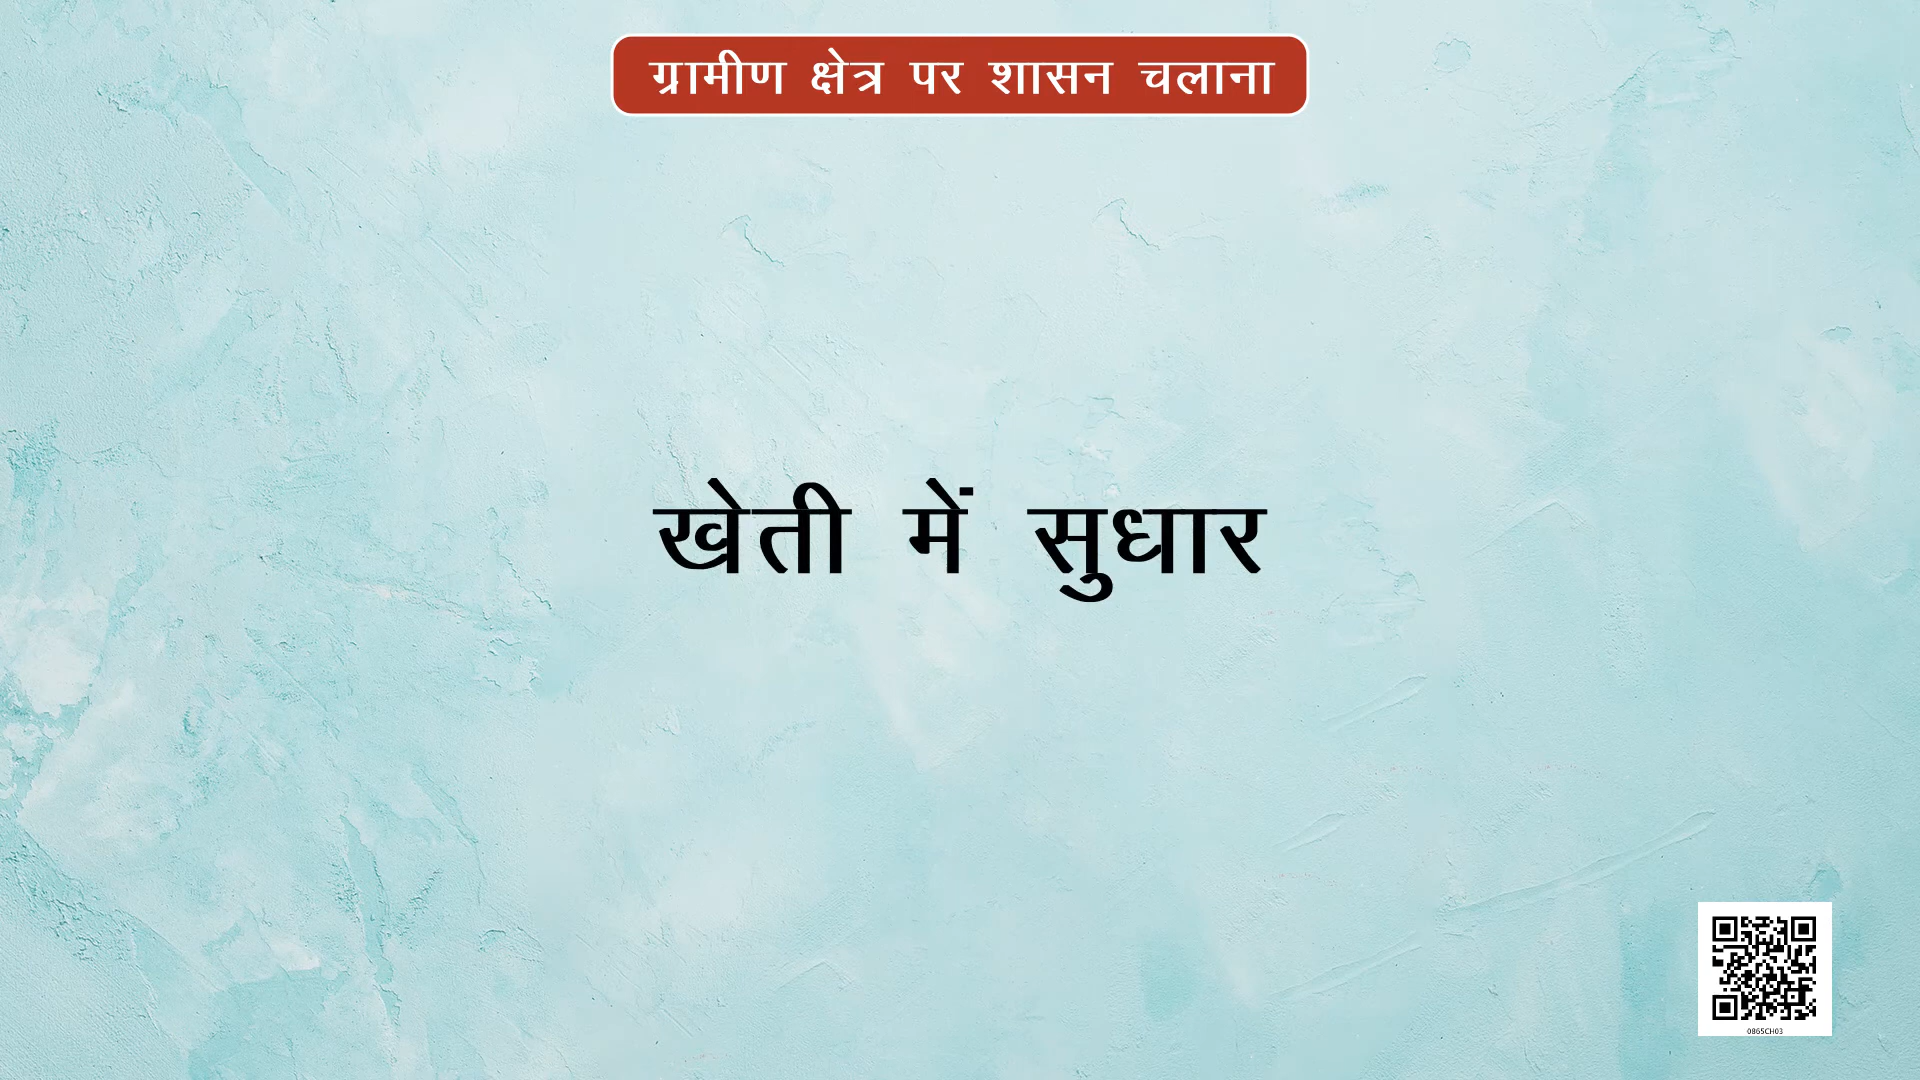 ग्रामीण क्षेत्र पर शासन चलाना
खेती में सुधार
0865CH03